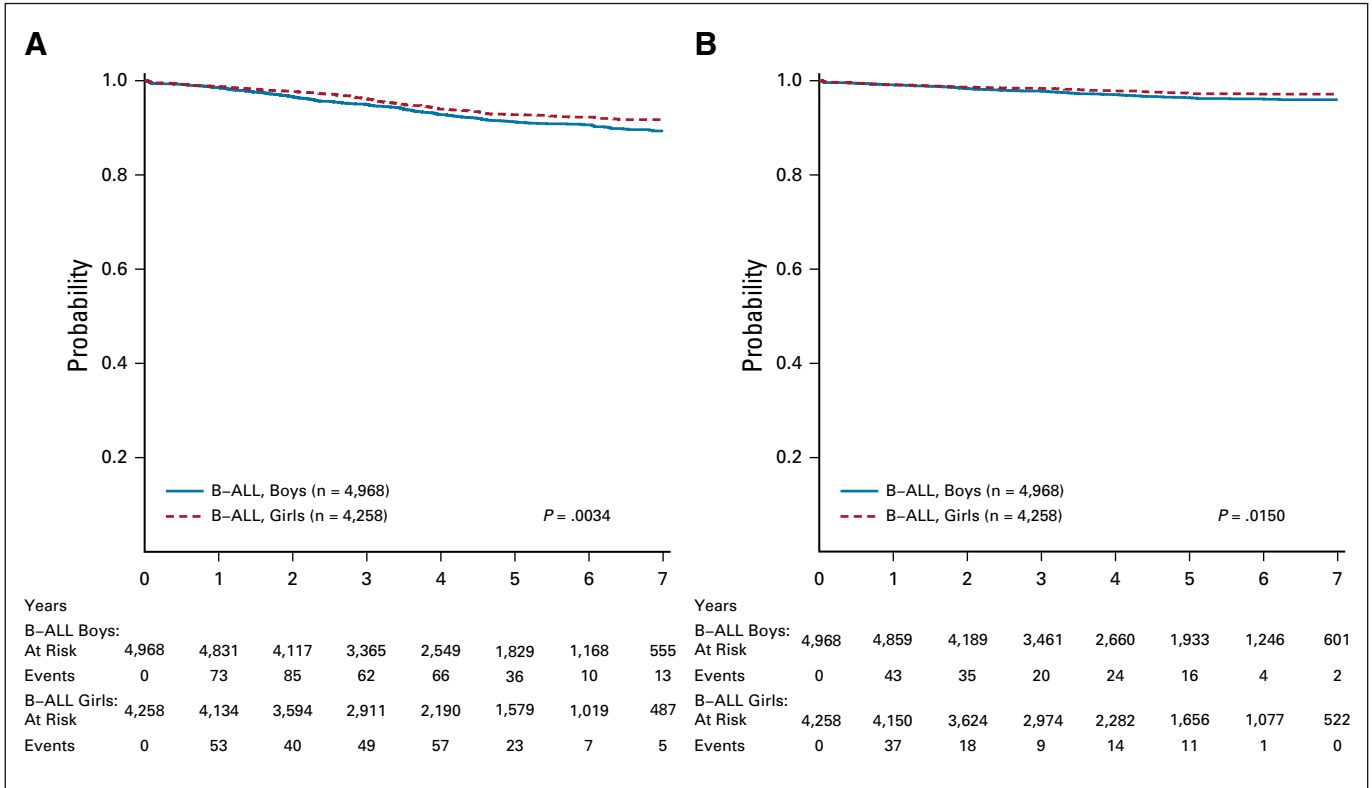 A
1.0
0.8
0.6
0.4
0.2
Probability
B–ALL, Boys (n = 4,968)
B–ALL, Girls (n = 4,258)
P = .0034
0 1 2 3 4 5 6 7
Years
B–ALL Boys:
At Risk 4,968 4,831 4,117 3,365 2,549 1,829 1,168 555
Events 0 73 85 62 66 36 10 13
B–ALL Girls:
At Risk 4,258 4,134 3,594 2,911 2,190 1,579 1,019 487
Events 0 53 40 49 57 23 7 5
B
1.0
0.8
0.6
0.4
0.2
Probability
B–ALL, Boys (n = 4,968)
B–ALL, Girls (n = 4,258)
P = .0150
0 1 2 3 4 5 6 7
Years
B–ALL Boys:
At Risk 4,968 4,859 4,189 3,461 2,660 1,933 1,246 601
Events 0 43 35 20 24 16 4 2
B–ALL Girls:
At Risk 4,258 4,150 3,624 2,974 2,282 1,656 1,077 522
Events 0 37 18 9 14 11 1 0